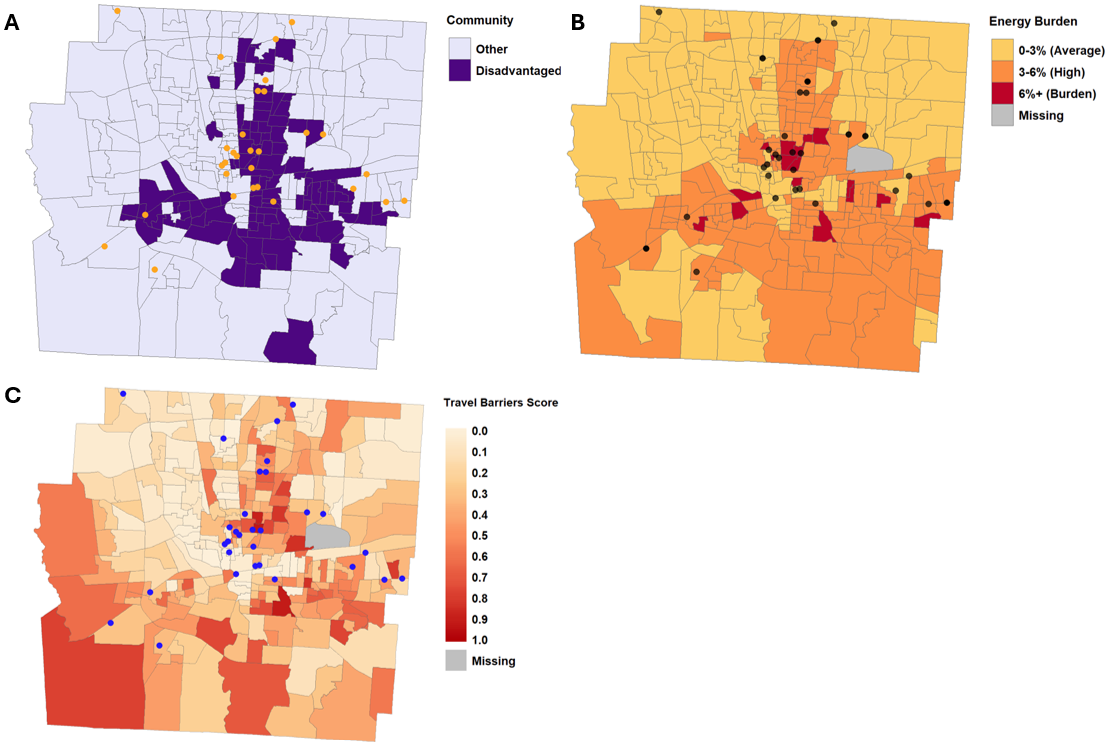 A
Community
Other
Disadvantaged
B
Energy Burden
0-3% (Average)
3-6% (High)
6%+ (Burden)
Missing
C
Travel Barriers Score
0.0
0.1
0.2
0.3
0.4
0.5
0.6
0.7
0.8
0.9
1.0
Missing